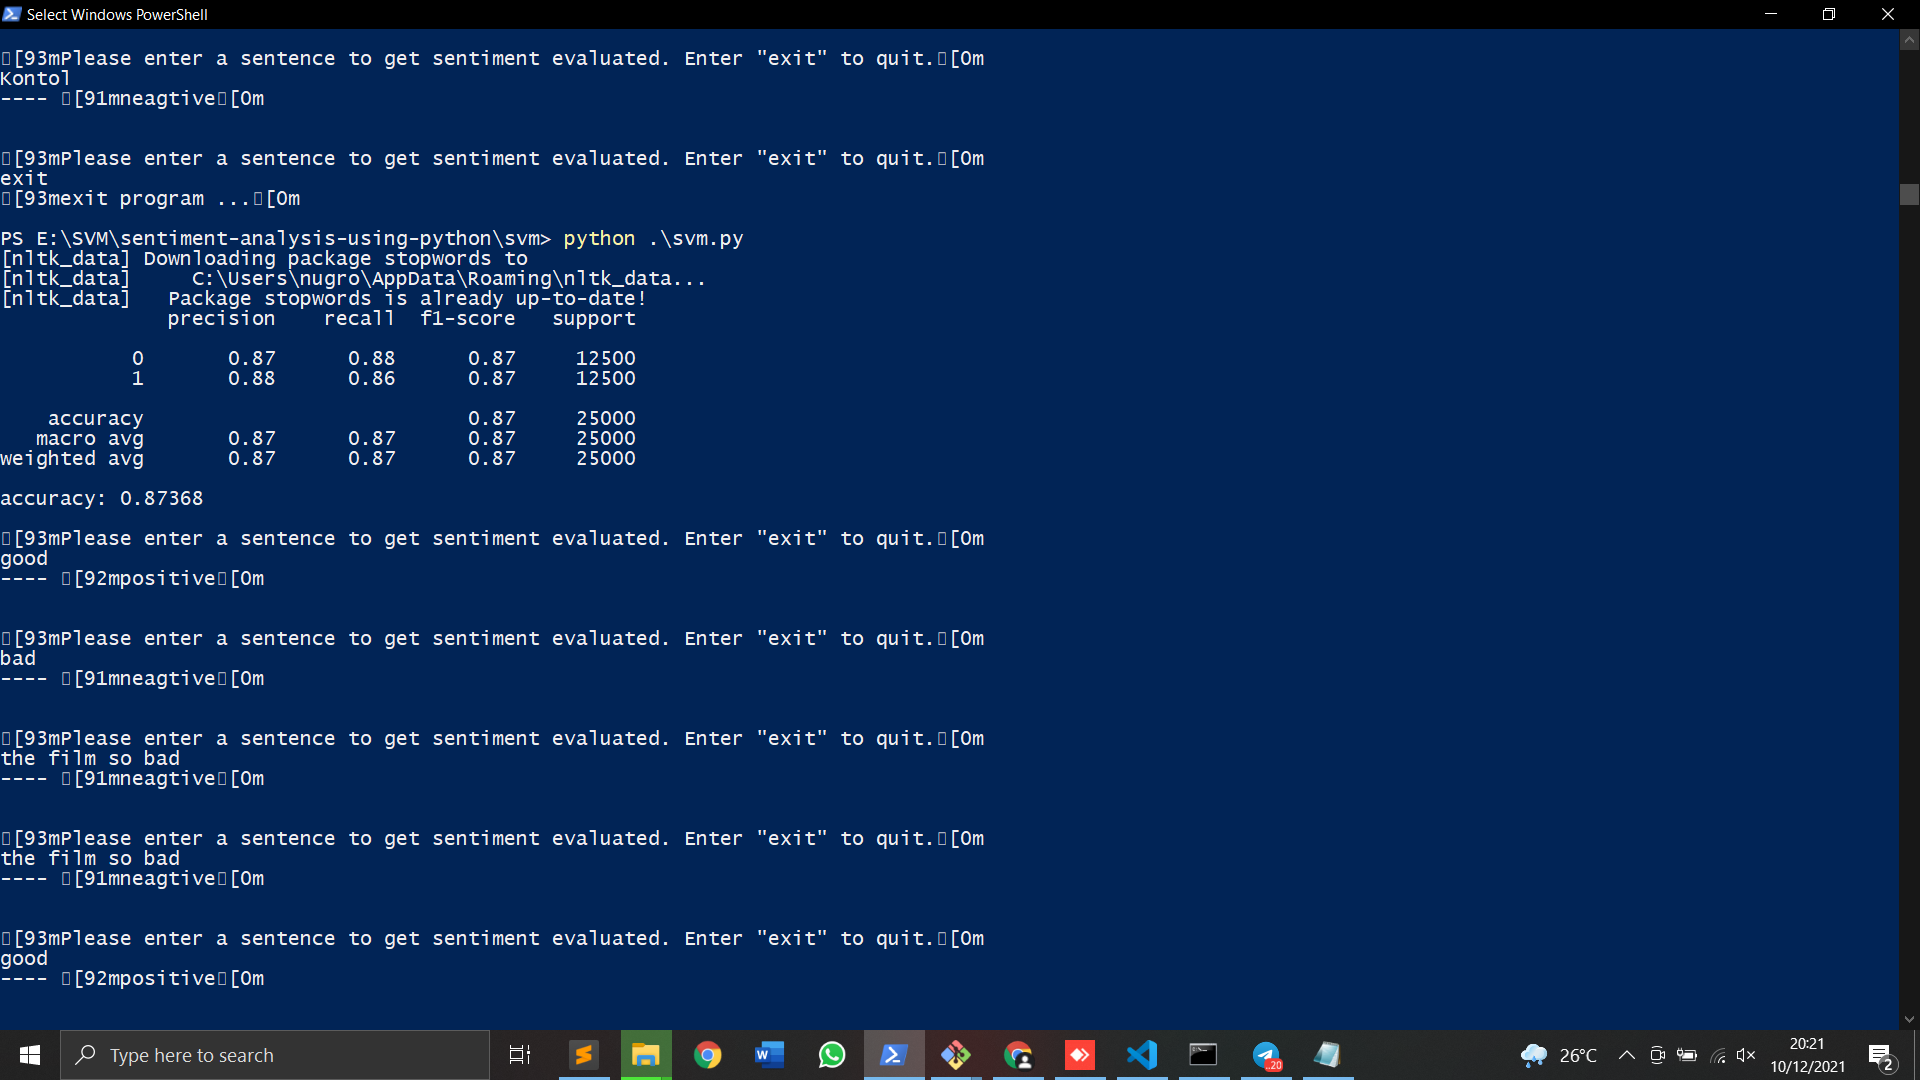 Select Windows PowerShell
[93mPlease enter a sentence to get sentiment evaluated. Enter "exit" to quit.[0m
Kontol
---- [91mneagtive[0m
[93mPlease enter a sentence to get sentiment evaluated. Enter "exit" to quit.[0m
exit
[93mexit program ...[0m
PS E:\SVM\sentiment-analysis-using-python\svm> python .\svm.py
[nltk_data] Downloading package stopwords to
[nltk_data]     C:\Users\nugro\AppData\Roaming\nltk_data...
[nltk_data]   Package stopwords is already up-to-date!
precision    recall  f1-score   support
0       0.87      0.88      0.87     12500
1       0.88      0.86      0.87     12500
accuracy                           0.87     25000
macro avg       0.87      0.87      0.87     25000
weighted avg       0.87      0.87      0.87     25000
accuracy: 0.87368
[93mPlease enter a sentence to get sentiment evaluated. Enter "exit" to quit.[0m
good
---- [92mpositive[0m
[93mPlease enter a sentence to get sentiment evaluated. Enter "exit" to quit.[0m
bad
---- [91mneagtive[0m
[93mPlease enter a sentence to get sentiment evaluated. Enter "exit" to quit.[0m
the film so bad
---- [91mneagtive[0m
[93mPlease enter a sentence to get sentiment evaluated. Enter "exit" to quit.[0m
the film so bad
---- [91mneagtive[0m
[93mPlease enter a sentence to get sentiment evaluated. Enter "exit" to quit.[0m
good
---- [92mpositive[0m
Type here to search
..20
26°C
20:21
10/12/2021
2